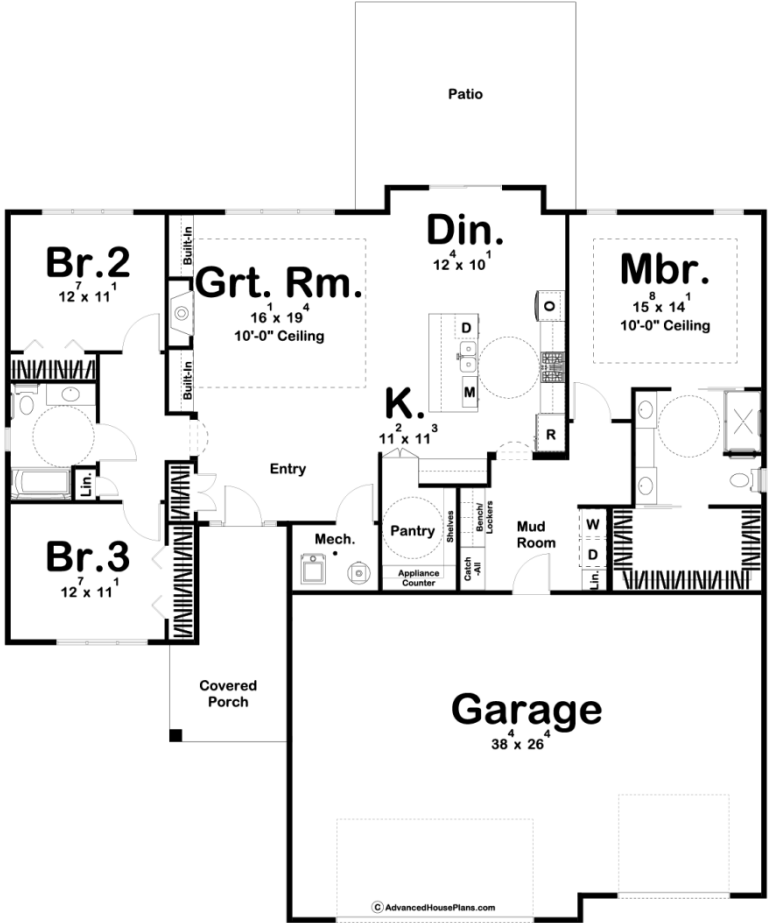 Patio
Br.2
12⁷ x 11¹
Built-In
Grt. Rm.
16¹ x 19⁴
10'-0" Ceiling
Built-In
Din.
12⁴ x 10¹
Mbr.
15⁸ x 14¹
10'-0" Ceiling
O
D
M
R
K.
11² x 11³
Entry
Lin.
Br.3
12⁷ x 11¹
Mech.
Pantry
Shelves
Appliance
Counter
Bench/
Lockers
Catch
-All
Mud
Room
W
D
Lin.
Covered
Porch
Garage
38⁴ x 26⁴
© AdvancedHousePlans.com